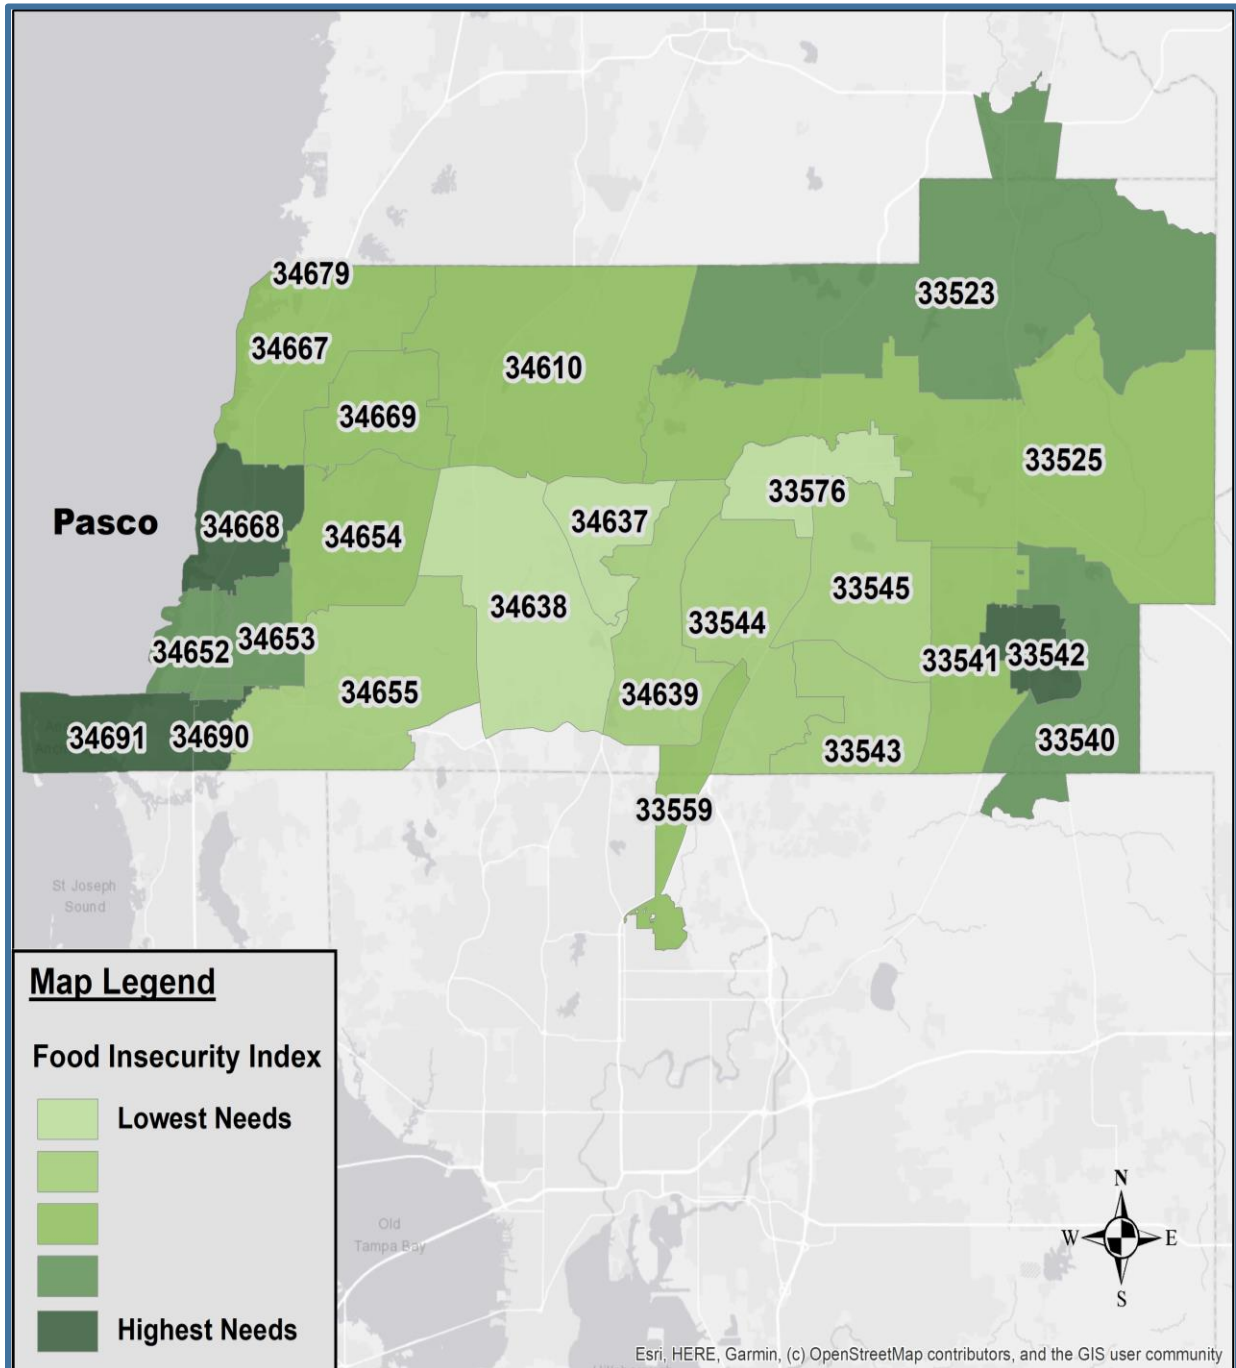 34679
33523
34667
34610
34669
33525
33576
Pasco
34668
34637
34654
33545
34638
33544
34652
34653
33541
33542
34655
34639
34691
34690
33543
33540
33559
St Joseph
Sound
Map Legend
Food Insecurity Index
Lowest Needs
Highest Needs
Old
Tampa Bay
N
W
E
S
Esri, HERE, Garmin, (c) OpenStreetMap contributors, and the GIS user community